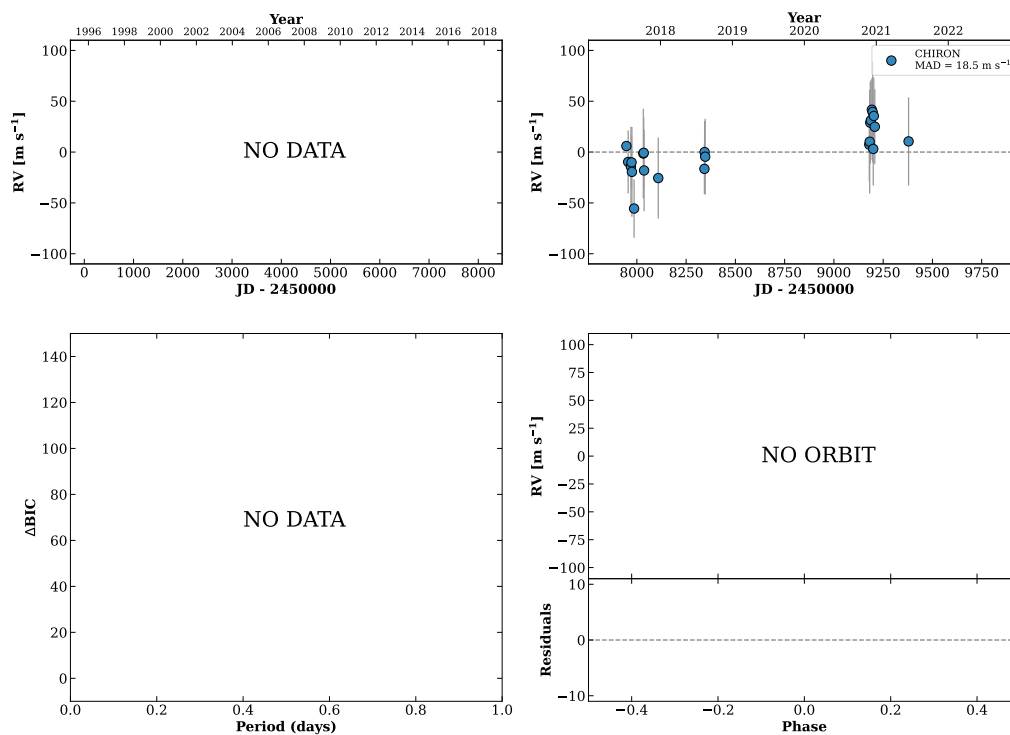 Year
1996 1998 2000 2002 2004 2006 2008 2010 2012 2014 2016 2018
RV [m s⁻¹]
100
50
0
−50
−100
NO DATA
0 1000 2000 3000 4000 5000 6000 7000 8000
JD - 2450000
Year
2018 2019 2020 2021 2022
RV [m s⁻¹]
100
50
0
−50
−100
CHIRON
MAD = 18.5 m s⁻¹
8000 8250 8500 8750 9000 9250 9500 9750
JD - 2450000
ΔBIC
140
120
100
80
60
40
20
0
NO DATA
0.0 0.2 0.4 0.6 0.8 1.0
Period (days)
RV [m s⁻¹]
100
75
50
25
0
−25
−50
−75
−100
NO ORBIT
Residuals
10
0
−10
−0.4 −0.2 0.0 0.2 0.4
Phase